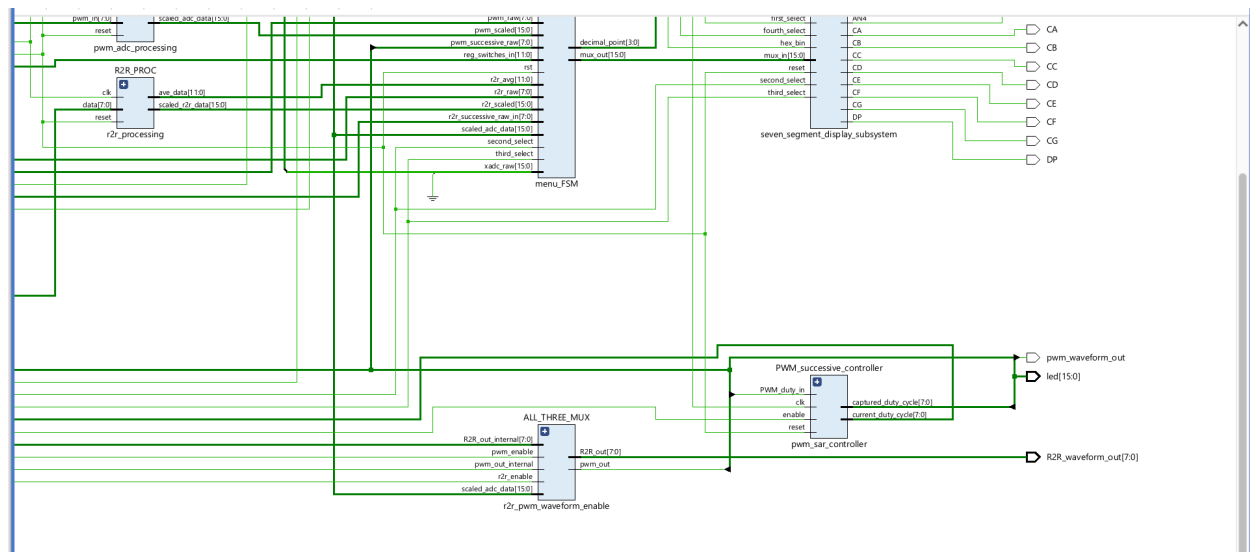 pwm_in[7:0]
scaled_adc_data[15:0]
reset
pwm_adc_processing
R2R_PROC
clk
data[7:0]
reset
ave_data[11:0]
scaled_r2r_data[15:0]
r2r_processing
pwm_raw[7:0]
pwm_scaled[15:0]
pwm_successive_raw[7:0]
reg_switches_in[11:0]
rst
r2r_avg[11:0]
r2r_raw[7:0]
r2r_scaled[15:0]
r2r_successive_raw_in[7:0]
scaled_adc_data[15:0]
second_select
third_select
xadc_raw[15:0]
decimal_point[3:0]
mux_out[15:0]
menu_FSM
first_select
fourth_select
hex_bin
mux_in[15:0]
reset
second_select
third_select
AN4
CA
CB
CC
CD
CE
CF
CG
DP
seven_segment_display_subsystem
CA
CB
CC
CD
CE
CF
CG
DP
PWM_successive_controller
PWM_duty_in
clk
enable
reset
captured_duty_cycle[7:0]
current_duty_cycle[7:0]
pwm_sar_controller
pwm_waveform_out
led[15:0]
ALL_THREE_MUX
R2R_out_internal[7:0]
pwm_enable
pwm_out_internal
r2r_enable
scaled_adc_data[15:0]
R2R_out[7:0]
pwm_out
r2r_pwm_waveform_enable
R2R_waveform_out[7:0]